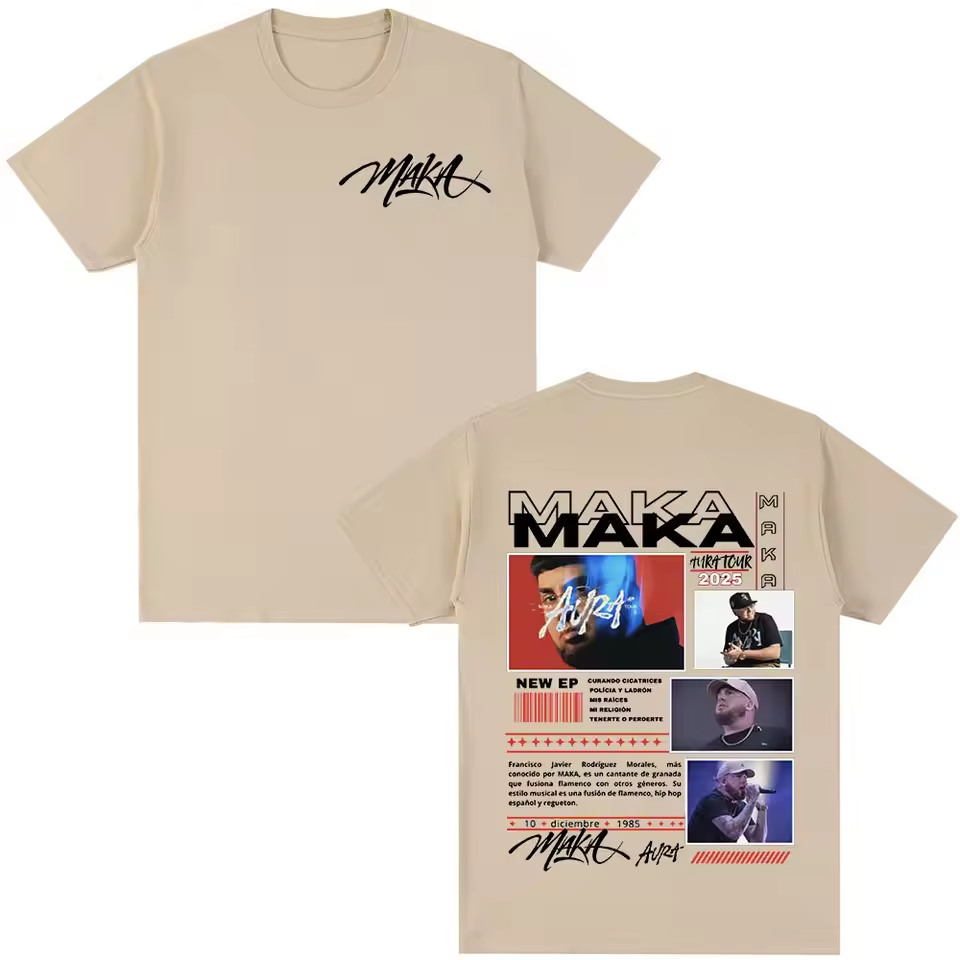 MAKA
MAKA
MAKA
MAKA
AURA TOUR
2025
MAKA AURA TOUR
NEW EP
CURANDO CICATRICES
POLÍCIA Y LADRÓN
MIS RAÍCES
MI RELIGIÓN
TENERTE O PERDERTE
Francisco Javier Rodríguez Morales, más
conocido por MAKA, es un cantante de granada
que fusiona flamenco con otros géneros. Su
estilo musical es una fusión de flamenco, hip hop
español y regueton.
10 + diciembre + 1985
MAKA AURA